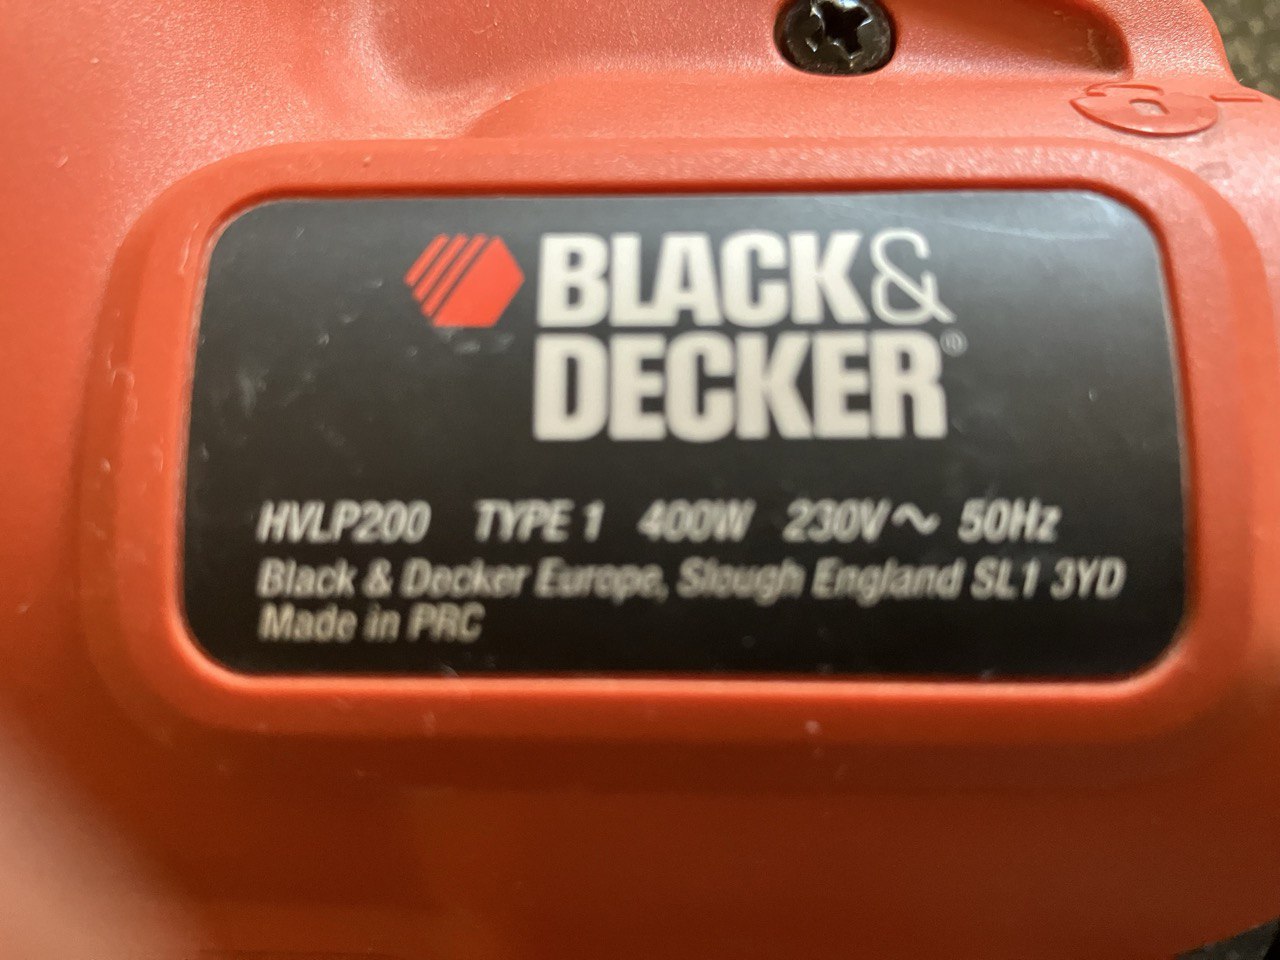 BLACK&
DECKER®
HVLP200 TYPE 1 400W 230V~ 50Hz
Black & Decker Europe, Slough England SL1 3YD
Made in PRC